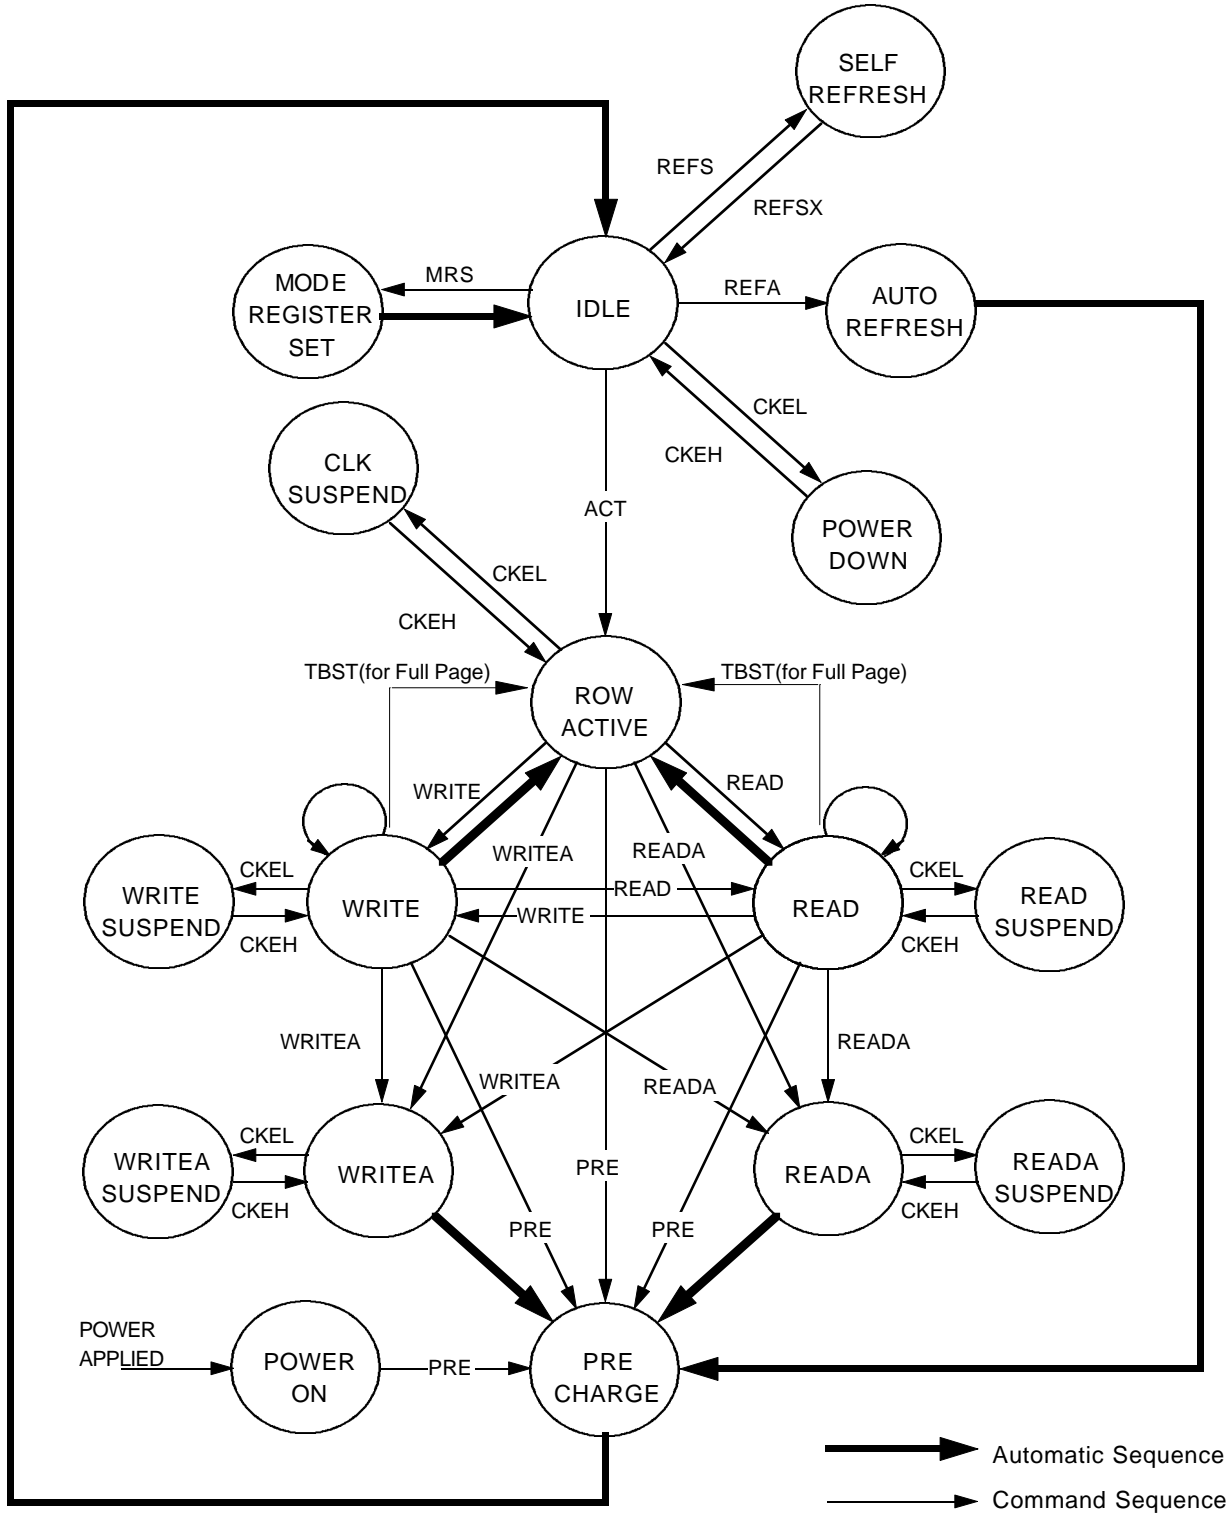 SELF
REFRESH
REFS
REFSX
MODE
REGISTER
SET
MRS
IDLE
REFA
AUTO
REFRESH
CKEL
CKEH
CLK
SUSPEND
ACT
POWER
DOWN
CKEL
CKEH
TBST(for Full Page)
TBST(for Full Page)
ROW
ACTIVE
WRITE
READ
WRITEA
READA
CKEL
CKEL
WRITE
SUSPEND
WRITE
READ
WRITE
READ
READ
SUSPEND
CKEH
CKEH
WRITEA
READA
WRITEA
READA
CKEL
CKEL
WRITEA
SUSPEND
WRITEA
PRE
READA
READA
SUSPEND
CKEH
CKEH
PRE
PRE
POWER
APPLIED
POWER
ON
PRE
PRE
CHARGE
Automatic Sequence
Command Sequence